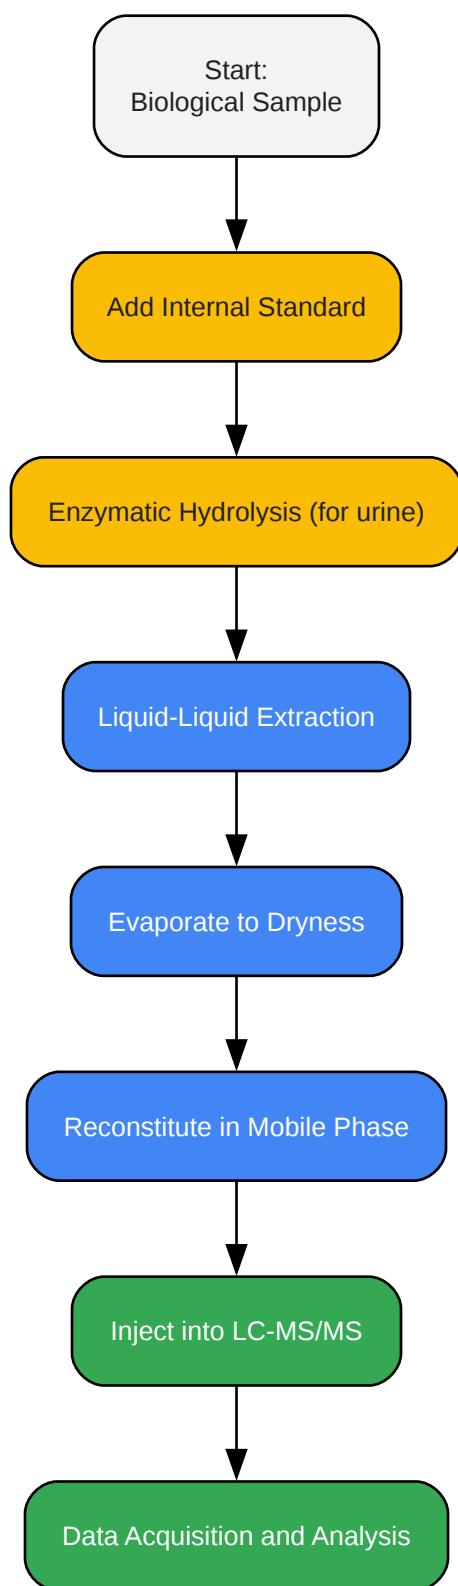 Start:
Biological Sample
Add Internal Standard
Enzymatic Hydrolysis (for urine)
Liquid-Liquid Extraction
Evaporate to Dryness
Reconstitute in Mobile Phase
Inject into LC-MS/MS
Data Acquisition and Analysis